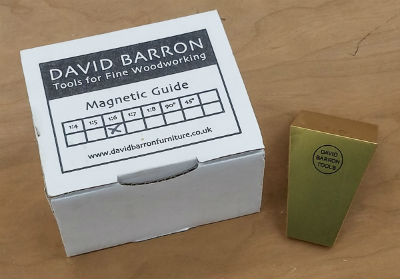 DAVID BARRON
Tools for Fine Woodworking
Magnetic Guide
1:4 1:5 1:6 1:7 1:8 90° 45°
www.davidbarronfurniture.co.uk
DAVID
BARRON
TOOLS